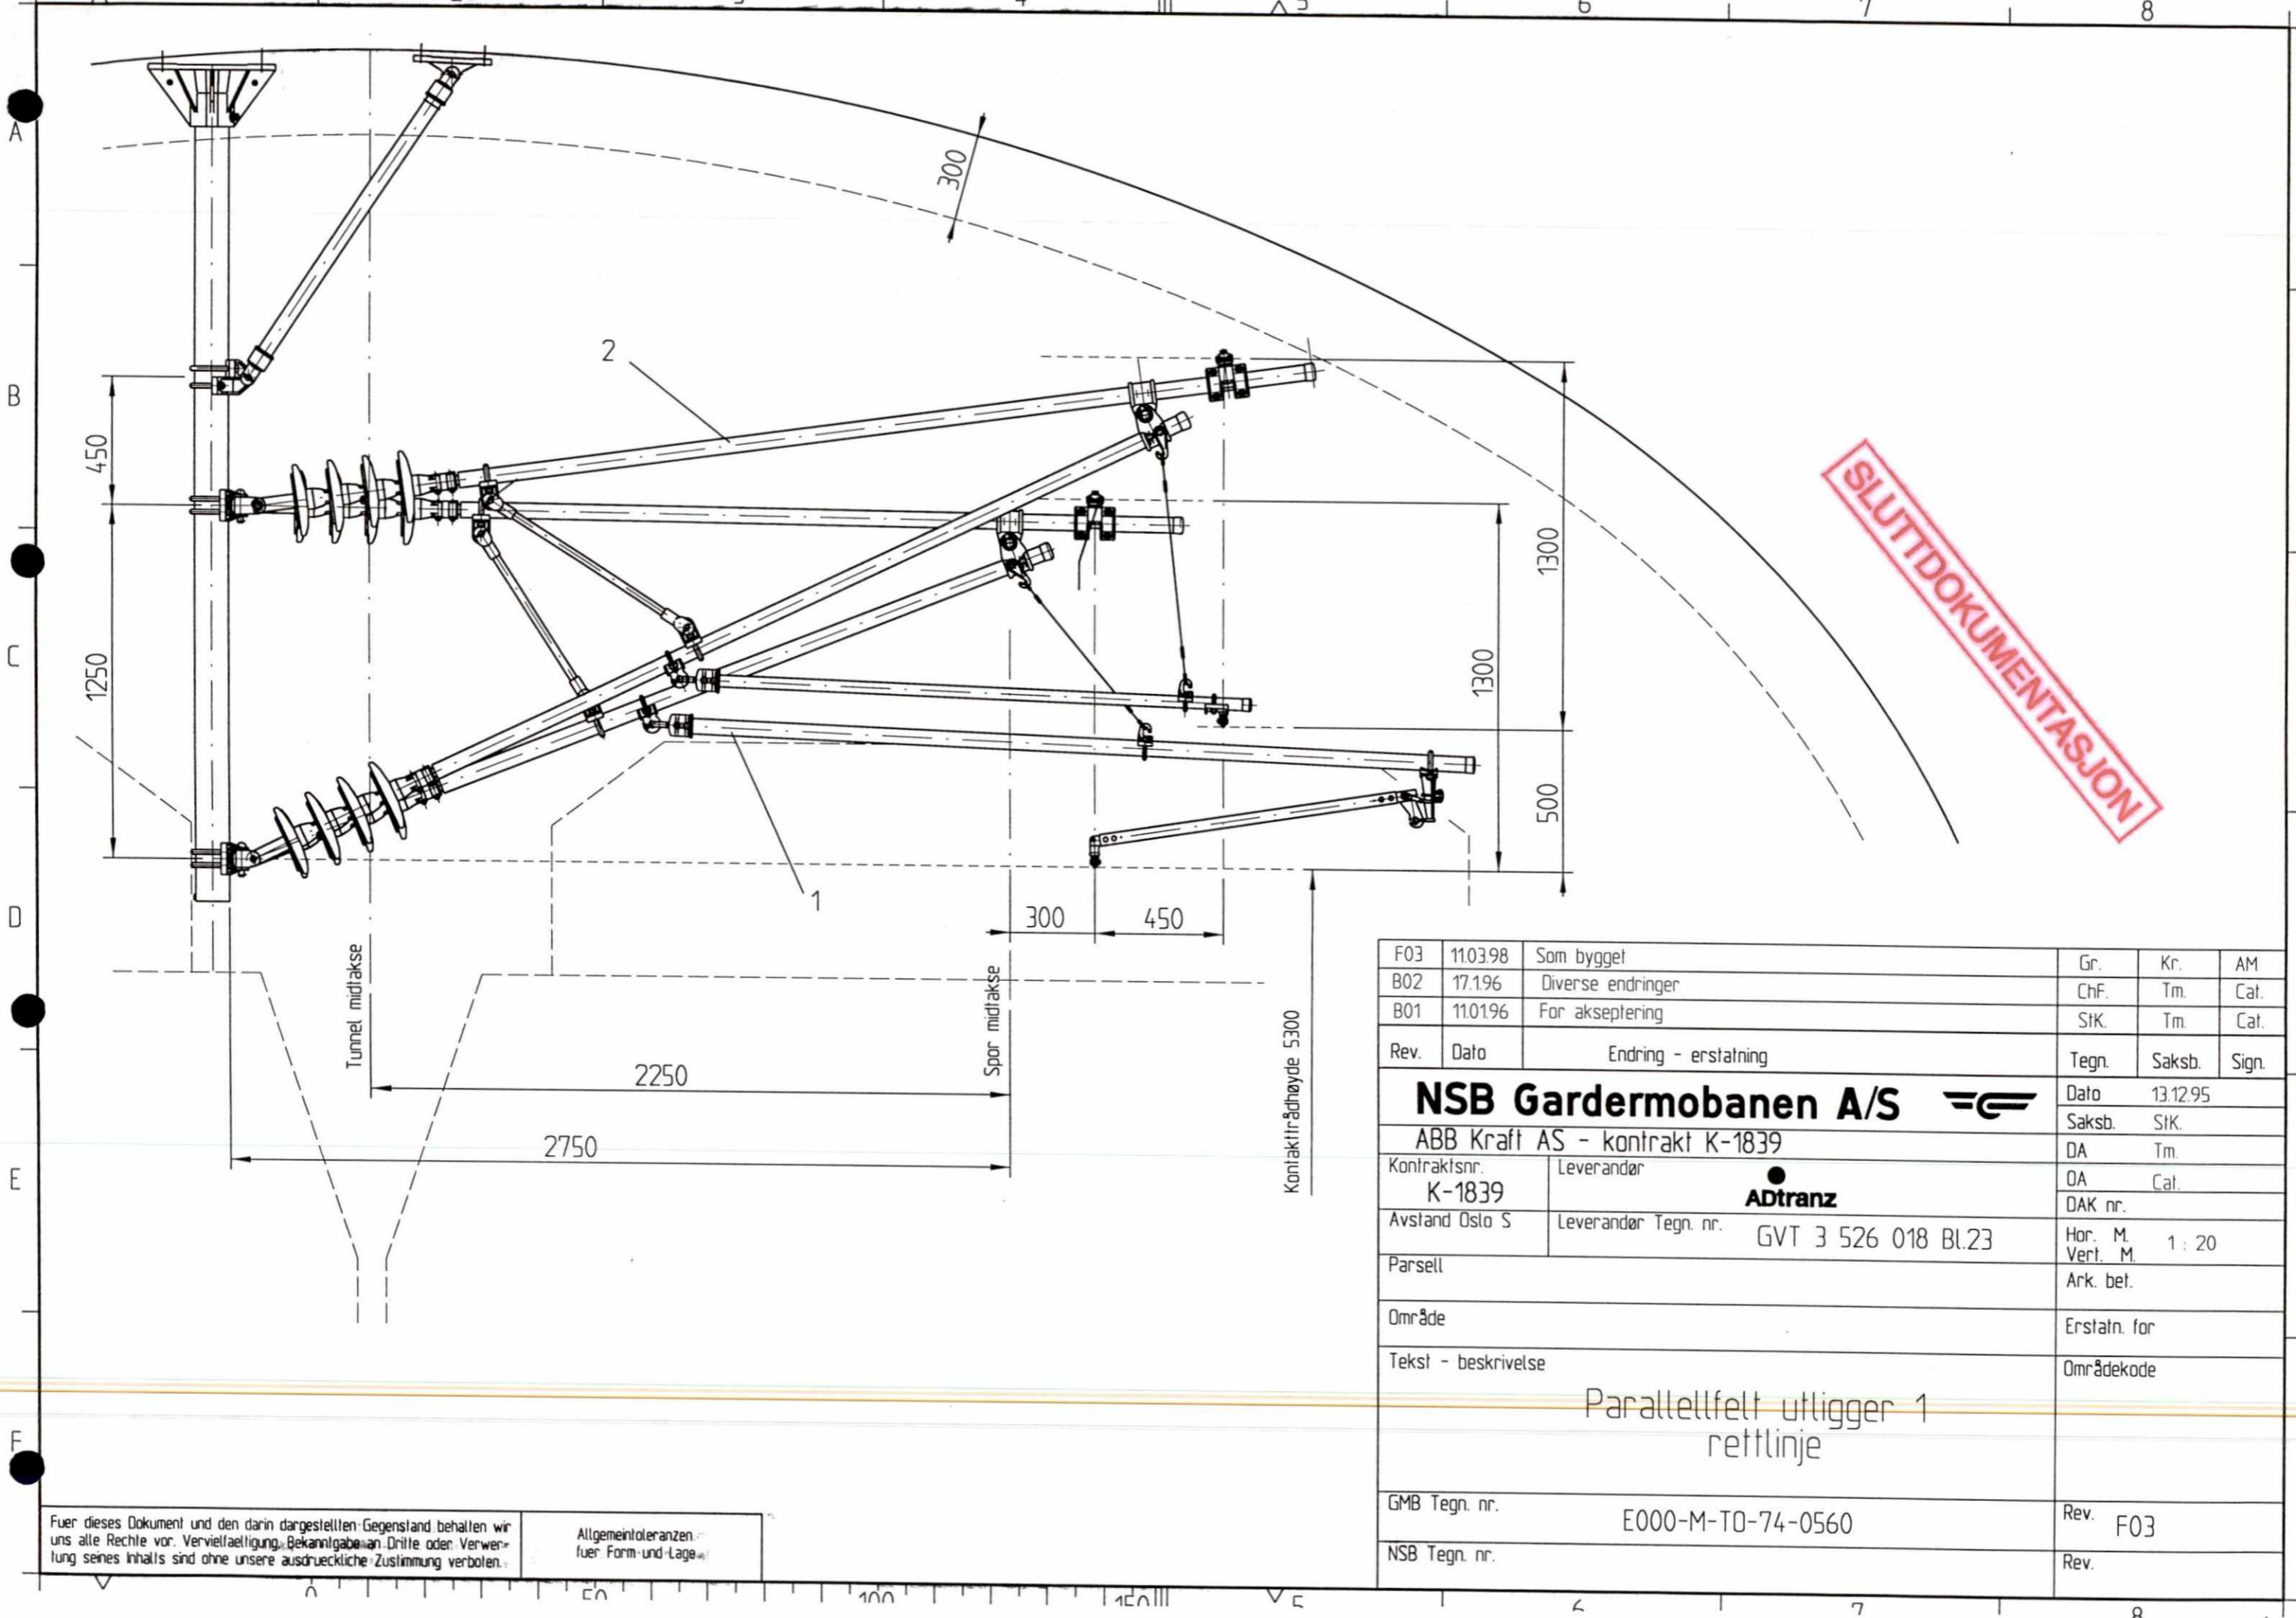 5
6
7
8
A
B
C
D
E
F
300
2
450
1250
1300
1300
500
1
300
450
Tunnel midtakse
Spor midtakse
Kontakttrådhøyde 5300
2250
2750
SLUTTDOKUMENTASJON
F03 11.03.98 Som bygget Gr. Kr. AM
B02 17.1.96 Diverse endringer ChF. Tm. Cat.
B01 11.01.96 For akseptering StK. Tm. Cat.
Rev. Dato Endring - erstatning Tegn. Saksb. Sign.
NSB Gardermobanen A/S
Dato 13.12.95
ABB Kraft AS - kontrakt K-1839
Saksb. StK.
DA Tm.
Kontraktsnr.
K-1839
Leverandør
ADtranz
OA Cat.
DAK nr.
Avstand Oslo S
Leverandør Tegn. nr. GVT 3 526 018 Bl.23
Hor. M.
Vert. M.
1 : 20
Parsell
Ark. bet.
Område
Erstatn. for
Tekst - beskrivelse
Områdekode
Parallellfelt utligger 1
rettlinje
GMB Tegn. nr. E000-M-TO-74-0560
Rev. F03
NSB Tegn. nr.
Rev.
Fuer dieses Dokument und den darin dargestellten Gegenstand behalten wir
uns alle Rechte vor. Vervielfaeltigung, Bekanntgabe an Dritte oder Verwer-
tung seines Inhalts sind ohne unsere ausdrueckliche Zustimmung verboten.
Allgemeintoleranzen
fuer Form und Lage
5
6
7
8